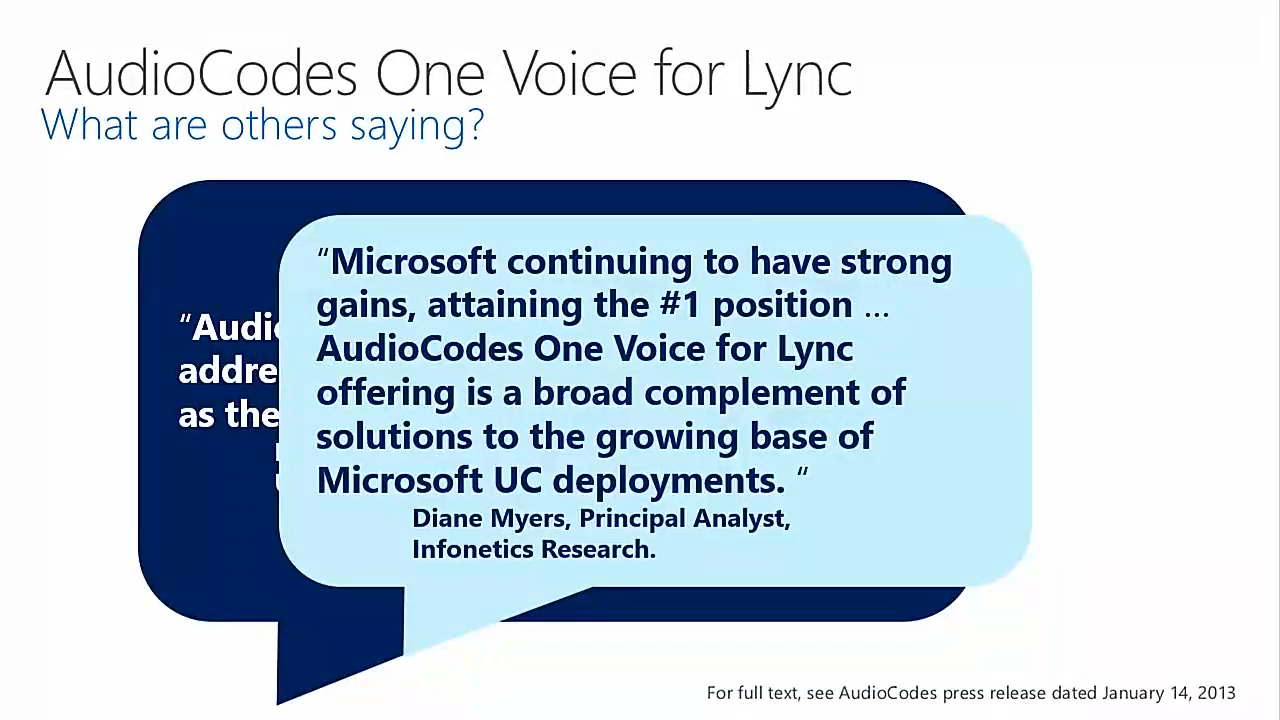 AudioCodes One Voice for Lync
What are others saying?
“Microsoft continuing to have strong
gains, attaining the #1 position ...
AudioCodes One Voice for Lync
offering is a broad complement of
solutions to the growing base of
Microsoft UC deployments. “
Diane Myers, Principal Analyst,
Infonetics Research.
as the
For full text, see AudioCodes press release dated January 14, 2013